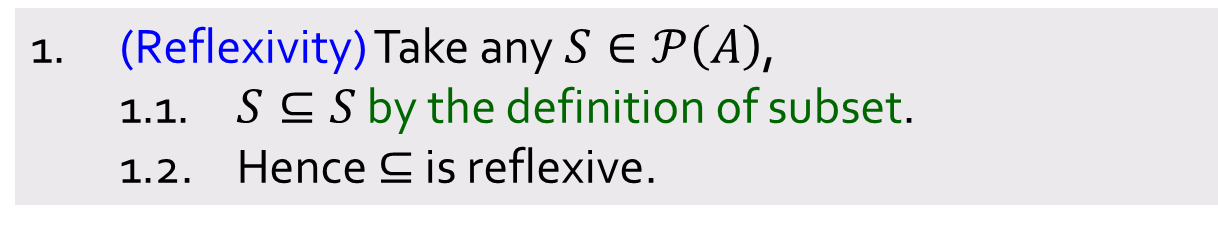 1. (Reflexivity) Take any 𝑆 ∈ 𝒫(𝐴),
1.1. 𝑆 ⊆ 𝑆 by the definition of subset.
1.2. Hence ⊆ is reflexive.